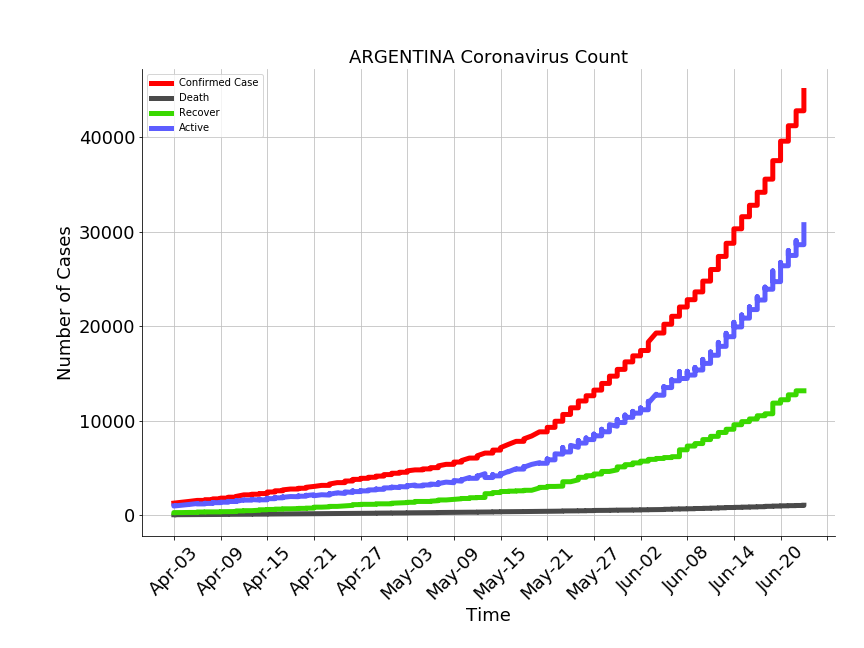 ARGENTINA Coronavirus Count
Confirmed Case
Death
Recover
Active
Number of Cases
40000
30000
20000
10000
0
Apr-03
Apr-09
Apr-15
Apr-21
Apr-27
May-03
May-09
May-15
May-21
May-27
Jun-02
Jun-08
Jun-14
Jun-20
Time